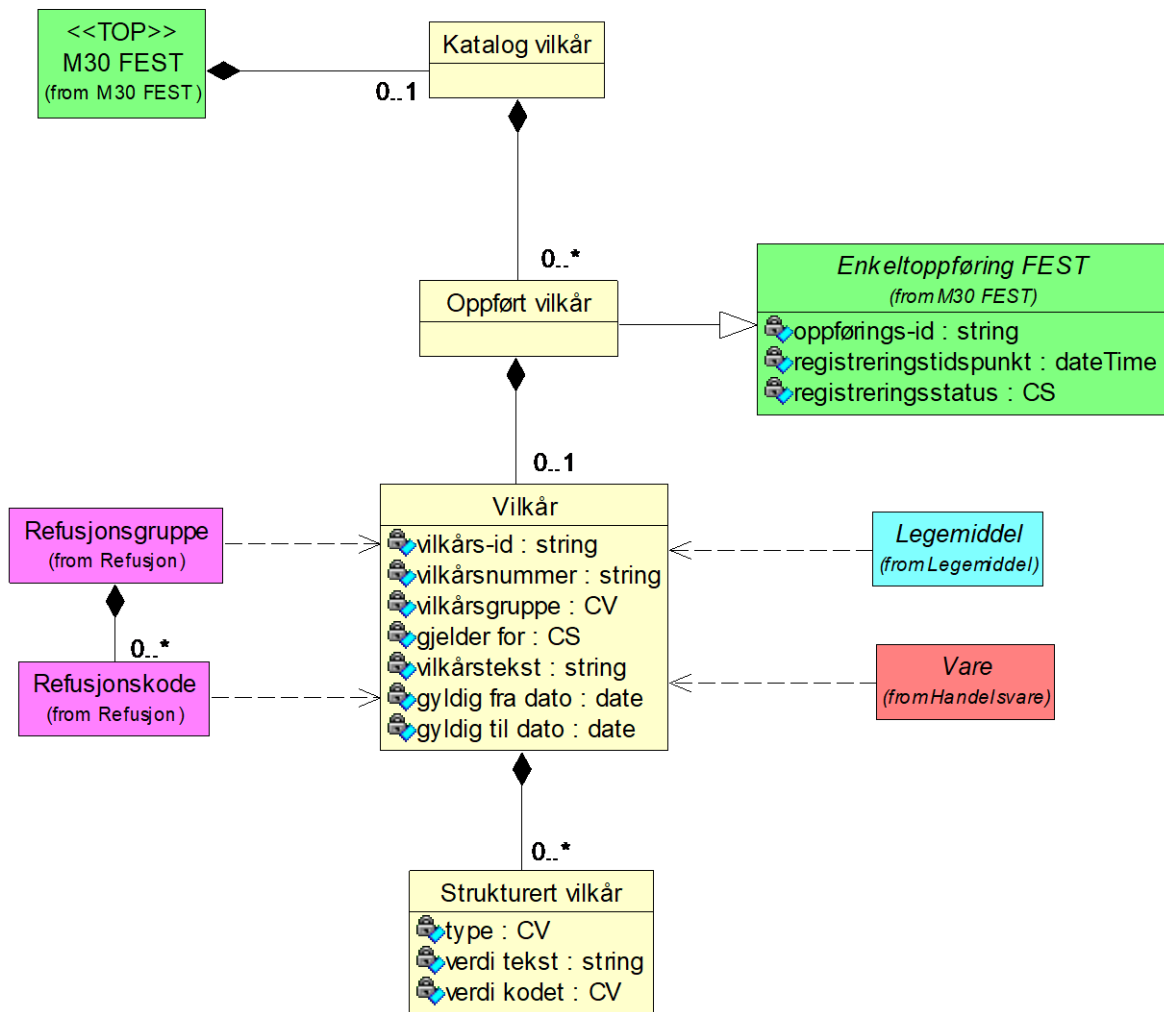 <<TOP>>
M30 FEST
(from M30 FEST)
0..1
Katalog vilkår
0..*
Oppført vilkår
Enkeltoppføring FEST
(from M30 FEST)
oppførings-id : string
registreringstidspunkt : dateTime
registreringsstatus : CS
0..1
Vilkår
vilkårs-id : string
vilkårsnummer : string
vilkårsgruppe : CV
gjelder for : CS
vilkårstekst : string
gyldig fra dato : date
gyldig til dato : date
Refusjonsgruppe
(from Refusjon)
0..*
Refusjonskode
(from Refusjon)
Legemiddel
(from Legemiddel)
Vare
(from Handelsvare)
0..*
Strukturert vilkår
type : CV
verdi tekst : string
verdi kodet : CV